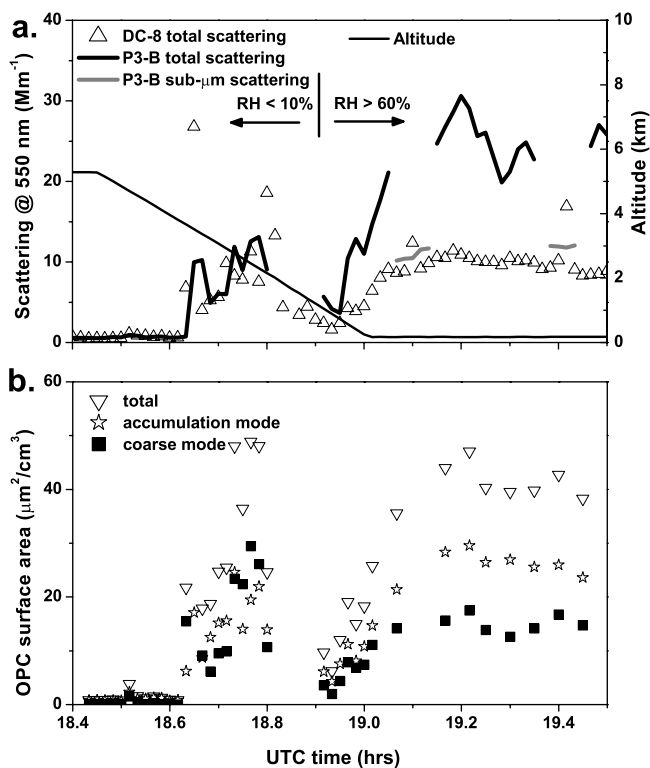 a.
DC-8 total scattering
Altitude
P3-B total scattering
P3-B sub-μm scattering
RH < 10%
RH > 60%
Scattering @ 550 nm (Mm⁻¹)
Altitude (km)
40
30
20
10
0
10
8
6
4
2
0
b.
total
accumulation mode
coarse mode
OPC surface area (μm²/cm³)
60
40
20
0
18.4 18.6 18.8 19.0 19.2 19.4
UTC time (hrs)